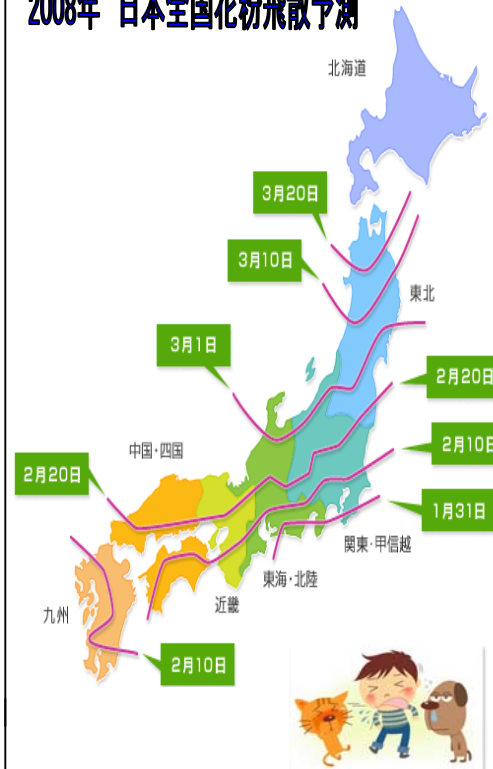 2008年 日本全国花粉飛散予測
北海道
3月20日
3月10日
東北
3月1日
2月20日
中国・四国
2月10日
2月20日
1月31日
関東・甲信越
東海・北陸
近畿
九州
2月10日